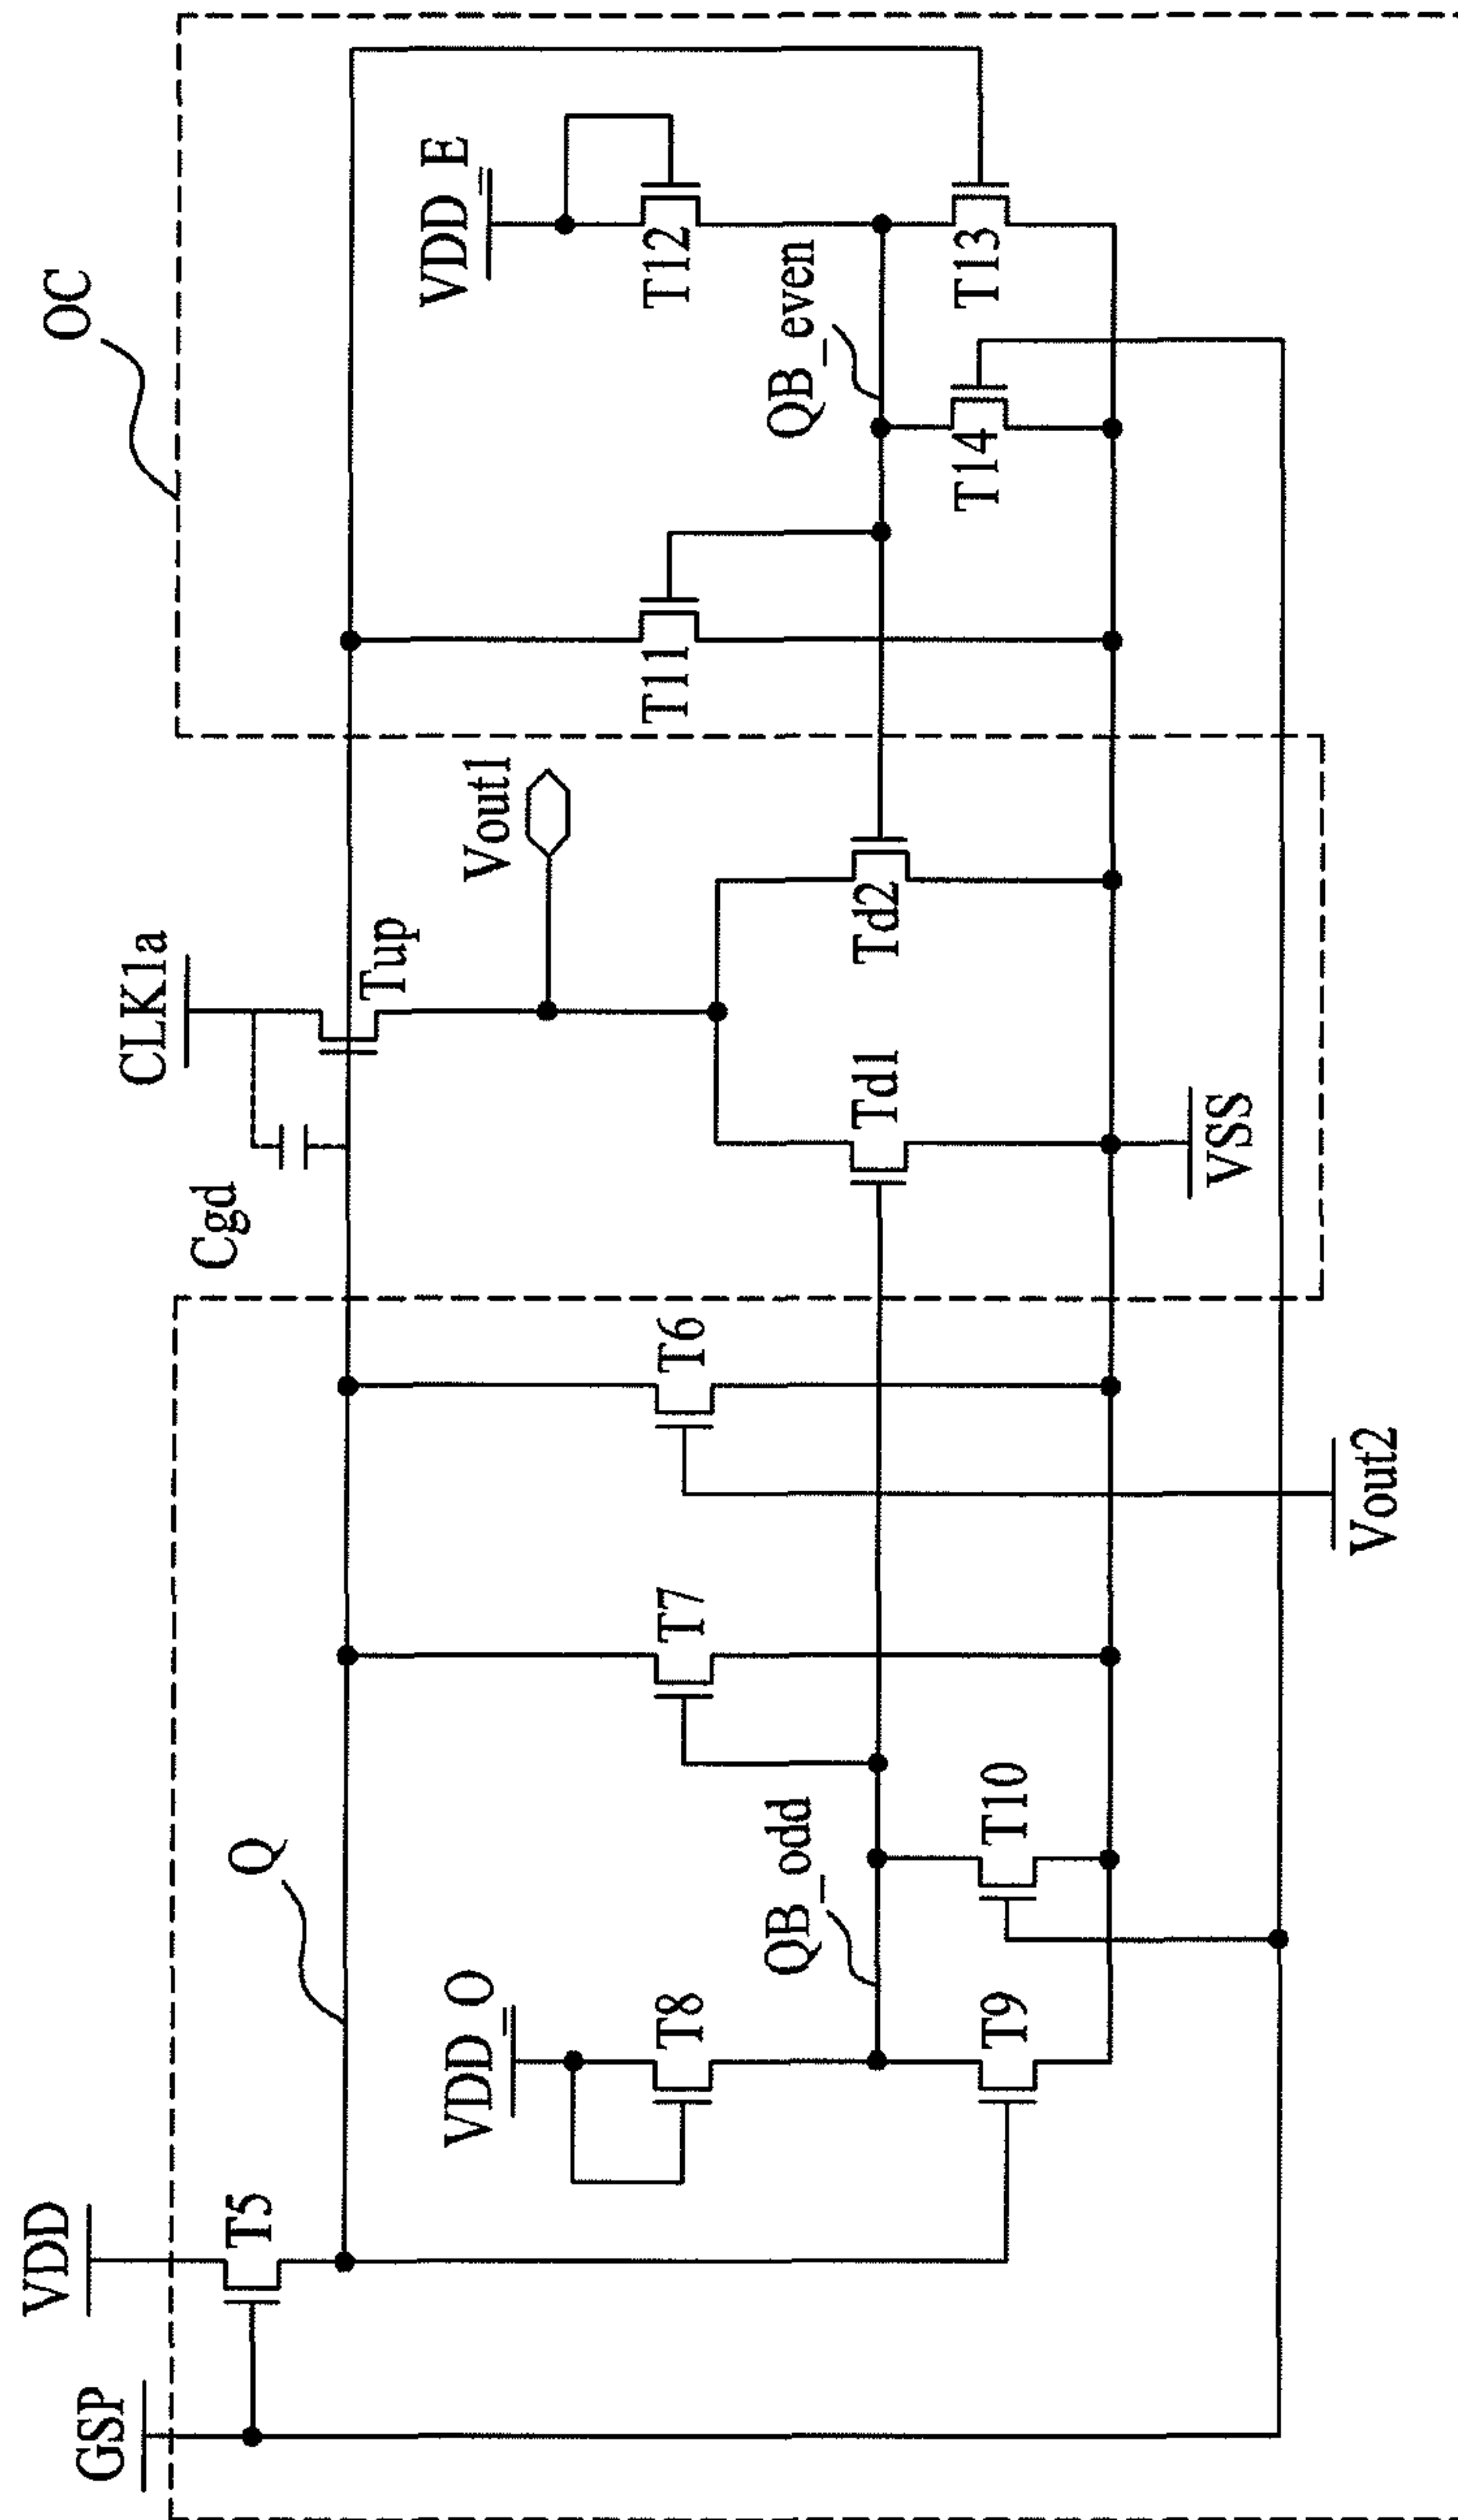 OC
GSP
VDD
T5
Q
CLK1a
Cgd
Tup
Vout1
VDD_O
T8
T7
T6
T11
VDD_E
T12
QB_odd
T9
T10
Td1
Td2
QB_even
T14
T13
VSS
Vout2